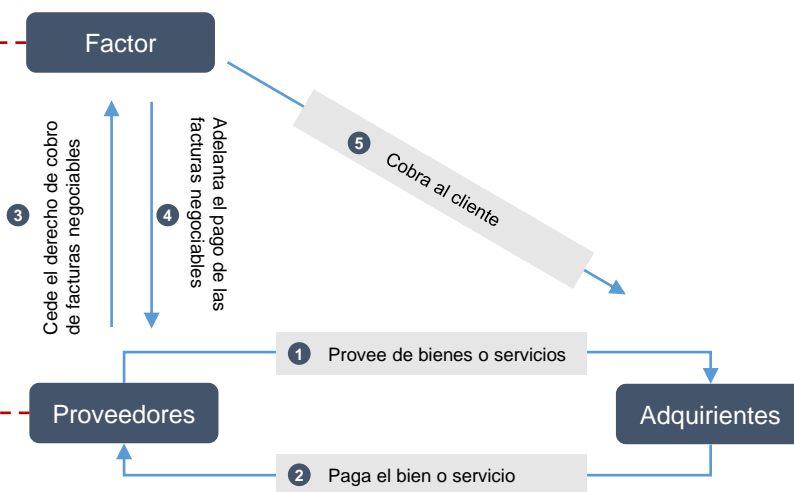 Factor
5
Cobra al cliente
3
Cede el derecho de cobro
de facturas negociables
4
Adelanta el pago de las
facturas negociables
1 Provee de bienes o servicios
Proveedores
Adquirientes
2 Paga el bien o servicio